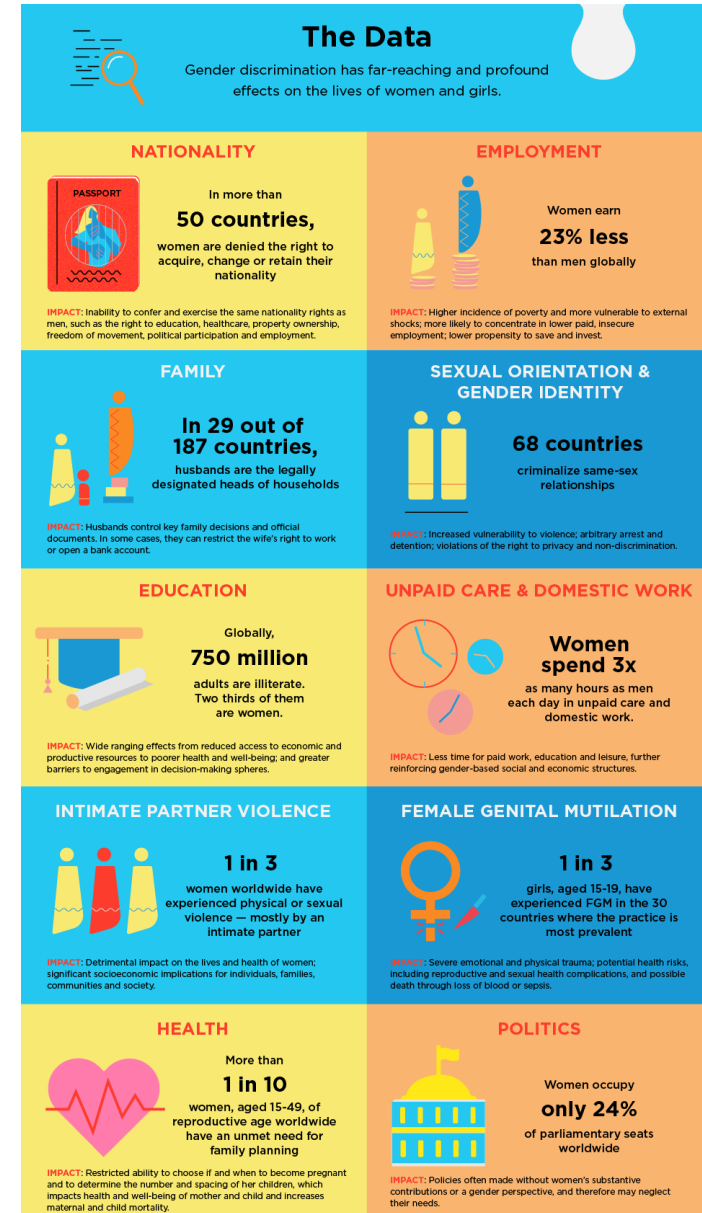 The Data
Gender discrimination has far-reaching and profound
effects on the lives of women and girls.
NATIONALITY
PASSPORT
In more than
50 countries,
women are denied the right to
acquire, change or retain their
nationality
IMPACT: Inability to confer and exercise the same nationality rights as
men, such as the right to education, healthcare, property ownership,
freedom of movement, political participation and employment.
EMPLOYMENT
Women earn
23% less
than men globally
IMPACT: Higher incidence of poverty and more vulnerable to external
shocks; more likely to concentrate in lower paid, insecure
employment; lower propensity to save and invest.
FAMILY
In 29 out of
187 countries,
husbands are the legally
designated heads of households
IMPACT: Husbands control key family decisions and official
documents. In some cases, they can restrict the wife's right to work
or open a bank account.
SEXUAL ORIENTATION &
GENDER IDENTITY
68 countries
criminalize same-sex
relationships
IMPACT: Increased vulnerability to violence; arbitrary arrest and
detention; violations of the right to privacy and non-discrimination.
EDUCATION
Globally,
750 million
adults are illiterate.
Two thirds of them
are women.
IMPACT: Wide ranging effects from reduced access to economic and
productive resources to poorer health and well-being; and greater
barriers to engagement in decision-making spheres.
UNPAID CARE & DOMESTIC WORK
Women
spend 3x
as many hours as men
each day in unpaid care and
domestic work.
IMPACT: Less time for paid work, education and leisure, further
reinforcing gender-based social and economic structures.
INTIMATE PARTNER VIOLENCE
1 in 3
women worldwide have
experienced physical or sexual
violence — mostly by an
intimate partner
IMPACT: Detrimental impact on the lives and health of women;
significant socioeconomic implications for individuals, families,
communities and society.
FEMALE GENITAL MUTILATION
1 in 3
girls, aged 15-19, have
experienced FGM in the 30
countries where the practice is
most prevalent
IMPACT: Severe emotional and physical trauma; potential health risks,
including reproductive and sexual health complications, and possible
death through loss of blood or sepsis.
HEALTH
More than
1 in 10
women, aged 15-49, of
reproductive age worldwide
have an unmet need for
family planning
IMPACT: Restricted ability to choose if and when to become pregnant
and to determine the number and spacing of her children, which
impacts health and well-being of mother and child and increases
maternal and child mortality.
POLITICS
Women occupy
only 24%
of parliamentary seats
worldwide
IMPACT: Policies often made without women's substantive
contributions or a gender perspective, and therefore may neglect
their needs.